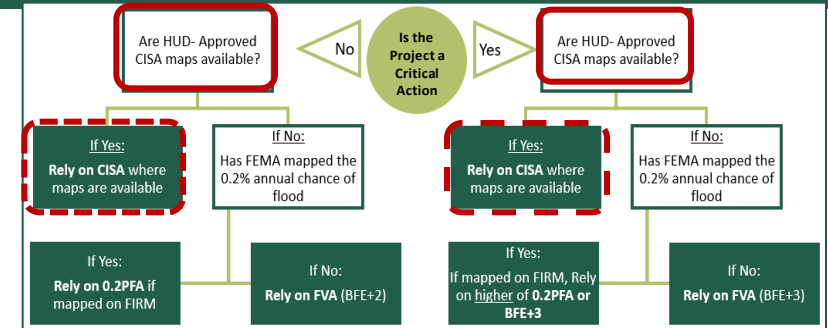 Are HUD- Approved
CISA maps available?
No
Is the
Project a
Critical
Action
Yes
Are HUD- Approved
CISA maps available?
If Yes:
Rely on CISA where
maps are available
If No:
Has FEMA mapped the
0.2% annual chance of
flood
If Yes:
Rely on CISA where
maps are available
If No:
Has FEMA mapped the
0.2% annual chance of
flood
If Yes:
Rely on 0.2PFA if
mapped on FIRM
If No:
Rely on FVA (BFE+2)
If Yes:
If mapped on FIRM, Rely
on higher of 0.2PFA or
BFE+3
If No:
Rely on FVA (BFE+3)